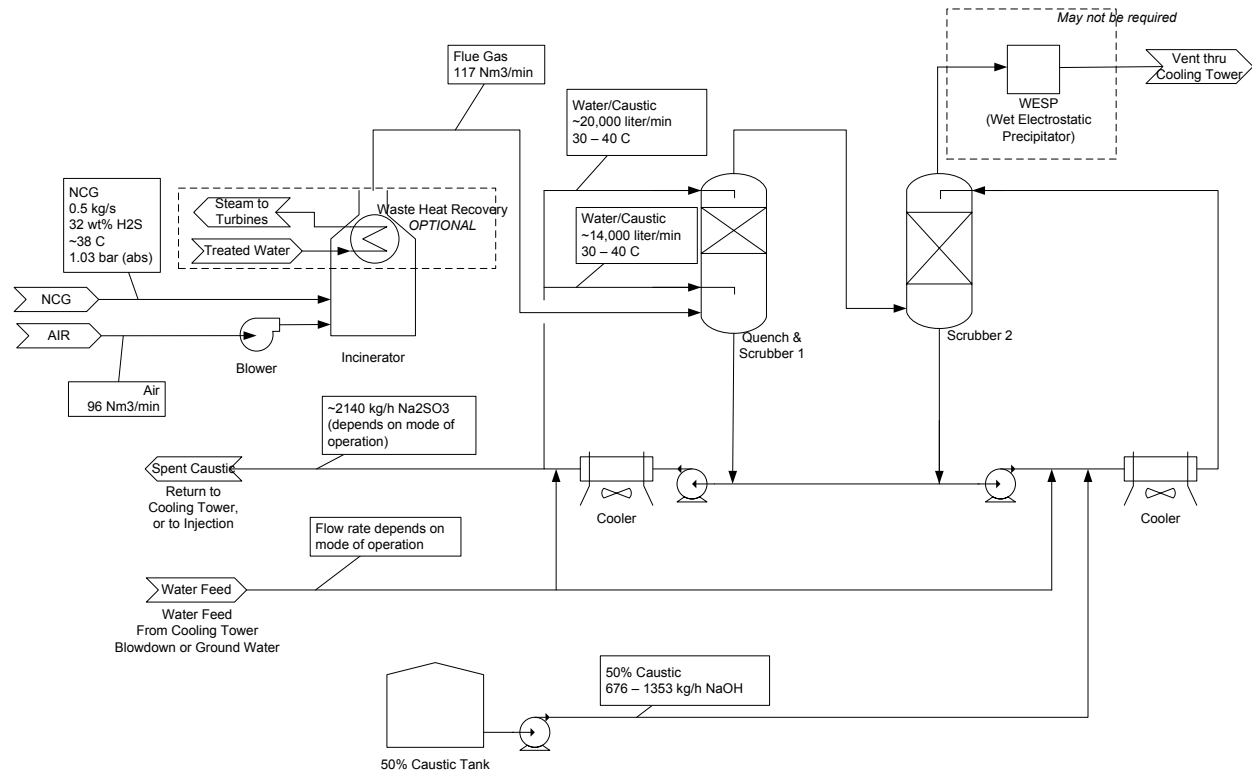 May not be required
Vent thru
Cooling Tower
WESP
(Wet Electrostatic
Precipitator)
Flue Gas
117 Nm3/min
Water/Caustic
~20,000 liter/min
30 – 40 C
NCG
0.5 kg/s
32 wt% H2S
~38 C
1.03 bar (abs)
Steam to
Turbines
Waste Heat Recovery
OPTIONAL
Treated Water
Water/Caustic
~14,000 liter/min
30 – 40 C
NCG
AIR
Blower
Incinerator
Quench &
Scrubber 1
Scrubber 2
Air
96 Nm3/min
~2140 kg/h Na2SO3
(depends on mode of
operation)
Spent Caustic
Return to
Cooling Tower,
or to Injection
Cooler
Cooler
Flow rate depends on
mode of operation
Water Feed
Water Feed
From Cooling Tower
Blowdown or Ground Water
50% Caustic
676 – 1353 kg/h NaOH
50% Caustic Tank